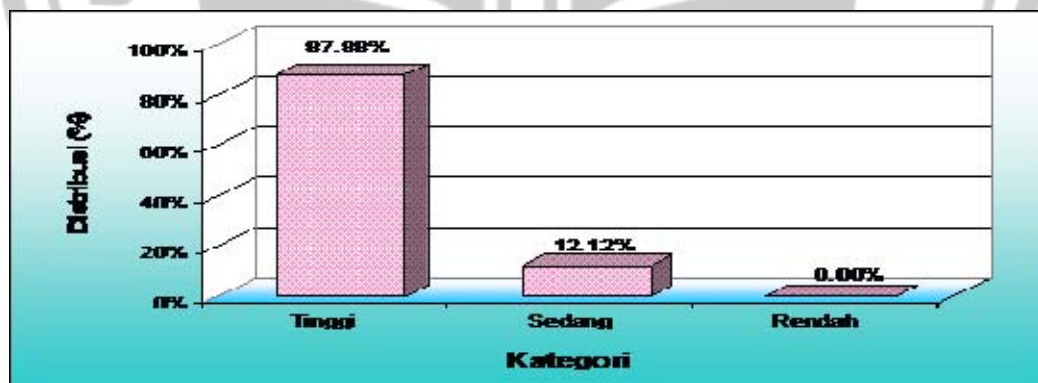 Distribusi (%)
100%
80%
60%
40%
20%
0%
87.88%
12.12%
0.00%
Tinggi
Sedang
Rendah
Kategori